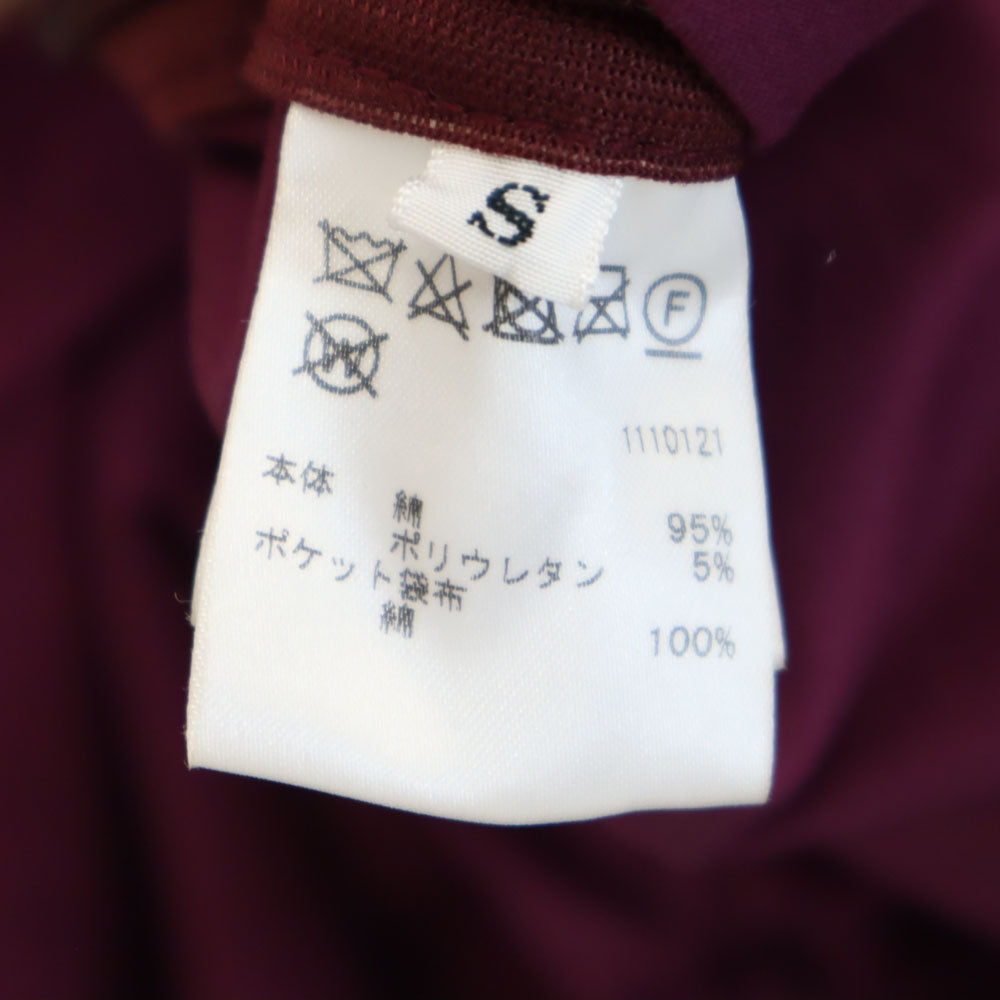 S
F
1110121
本体
綿 95%
ポリウレタン 5%
ポケット袋布
綿 100%